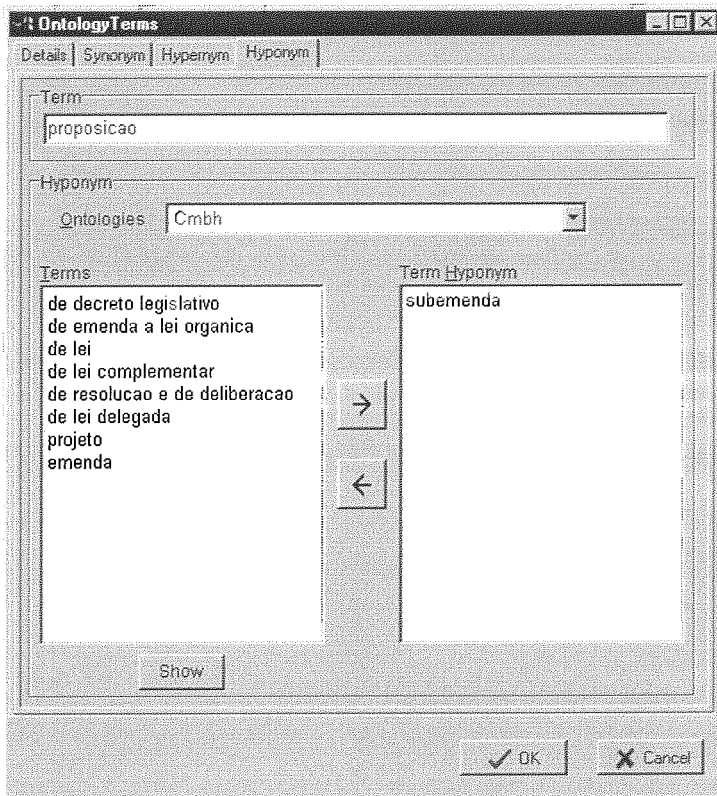 OntologyTerms
Details Synonym Hypernym Hyponym
Term
proposicao
Hyponym
Ontologies Cmbh
Terms
de decreto legislativo
de emenda a lei organica
de lei
de lei complementar
de resolucao e de deliberacao
de lei delegada
projeto
emenda
Term Hyponym
subemenda
Show
OK Cancel